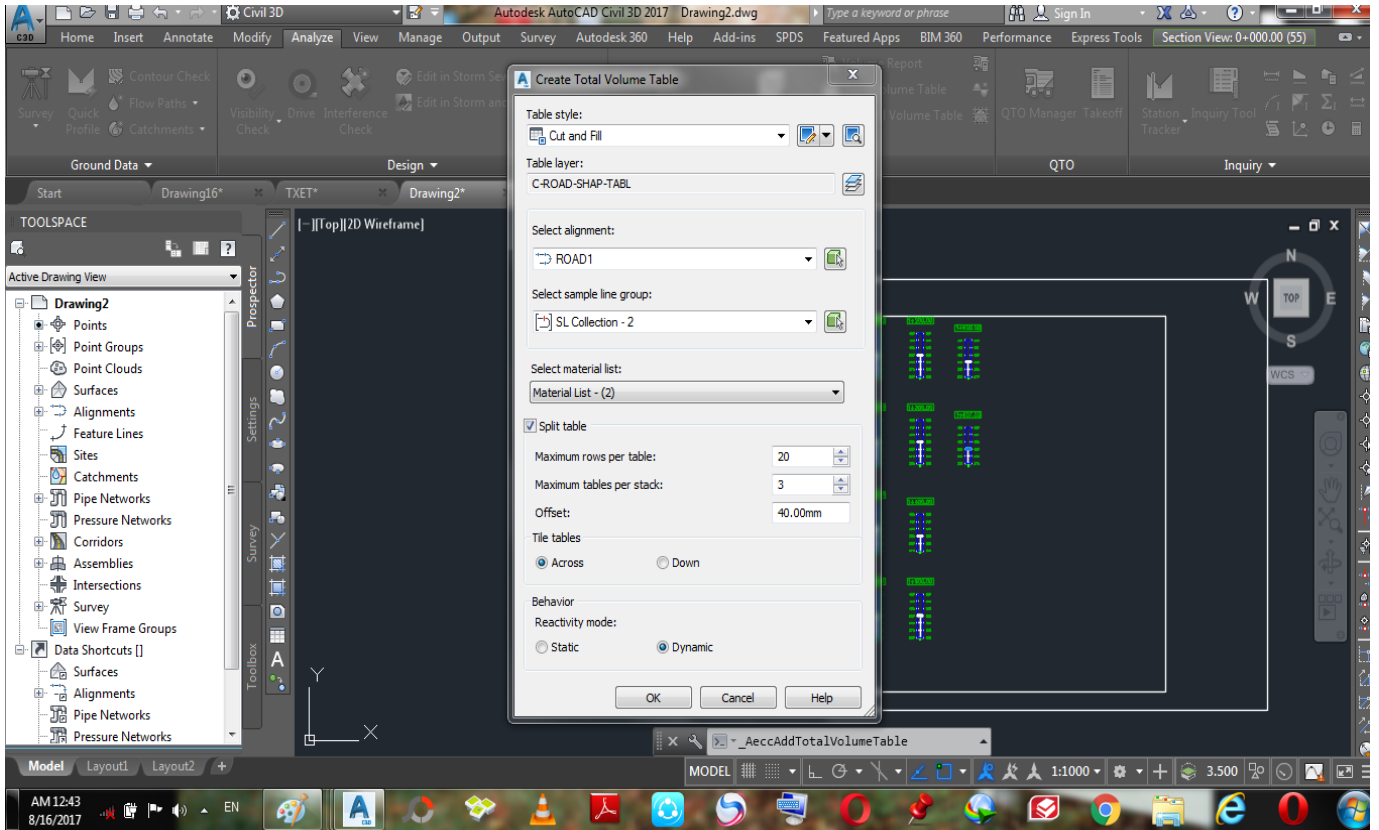 Civil 3D
Autodesk AutoCAD Civil 3D 2017 Drawing2.dwg
Type a keyword or phrase
Sign In
C3D
Home Insert Annotate Modify Analyze View Manage Output Survey Autodesk 360 Help Add-ins SPDS Featured Apps BIM 360 Performance Express Tools Section View: 0+000.00 (55)
Survey
Quick Profile
Contour Check
Flow Paths
Catchments
Visibility Check
Drive
Interference Check
Edit in Storm Sew
Edit in Storm and
Report
Volume Table
Volume Table
QTO Manager
Takeoff
Station Tracker
Inquiry Tool
Ground Data
Design
QTO
Inquiry
Start
Drawing16*
TXET*
Drawing2*
TOOLSPACE
Active Drawing View
Drawing2
Points
Point Groups
Point Clouds
Surfaces
Alignments
Feature Lines
Sites
Catchments
Pipe Networks
Pressure Networks
Corridors
Assemblies
Intersections
Survey
View Frame Groups
Data Shortcuts []
Surfaces
Alignments
Pipe Networks
Pressure Networks
Prospector
Settings
Survey
Toolbox
[−][Top][2D Wireframe]
Create Total Volume Table
Table style:
Cut and Fill
Table layer:
C-ROAD-SHAP-TABL
Select alignment:
ROAD1
Select sample line group:
SL Collection - 2
Select material list:
Material List - (2)
Split table
Maximum rows per table: 20
Maximum tables per stack: 3
Offset: 40.00mm
Tile tables
Across Down
Behavior
Reactivity mode:
Static Dynamic
OK Cancel Help
N
W TOP E
S
WCS
Y
X
_AeccAddTotalVolumeTable
Model Layout1 Layout2 +
MODEL 1:1000 3.500
AM 12:43
8/16/2017
EN